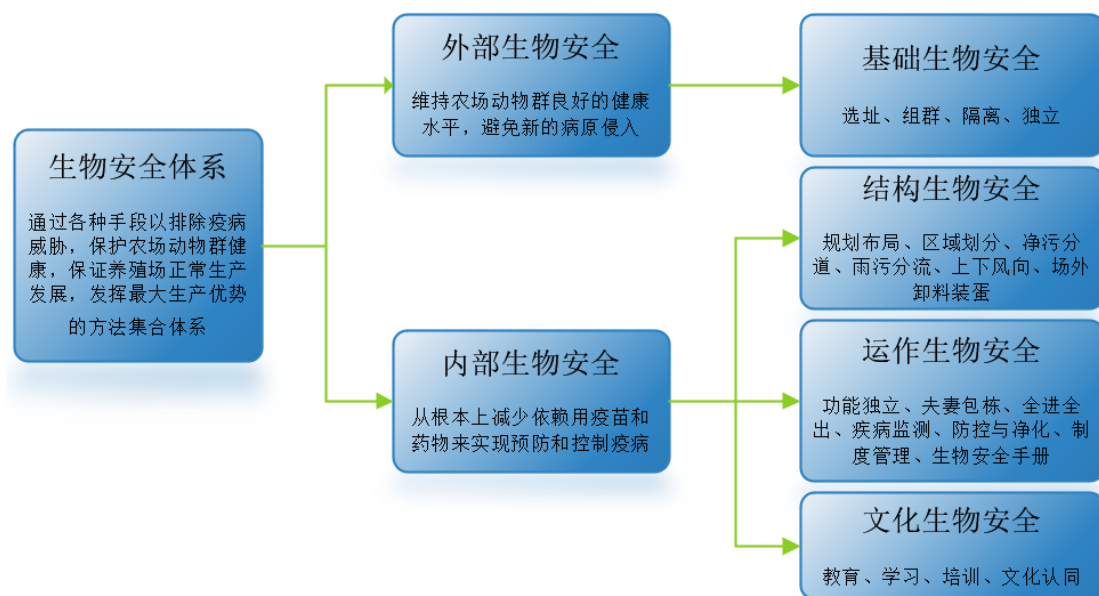 生物安全体系
通过各种手段以排除疫病
威胁，保护农场动物群健
康，保证养殖场正常生产
发展，发挥最大生产优势
的方法集合体系
外部生物安全
维持农场动物群良好的健康
水平，避免新的病原侵入
内部生物安全
从根本上减少依赖用疫苗和
药物来实现预防和控制疫病
基础生物安全
选址、组群、隔离、独立
结构生物安全
规划布局、区域划分、净污分
道、雨污分流、上下风向、场外
卸料装蛋
运作生物安全
功能独立、夫妻包栋、全进全
出、疾病监测、防控与净化、制
度管理、生物安全手册
文化生物安全
教育、学习、培训、文化认同